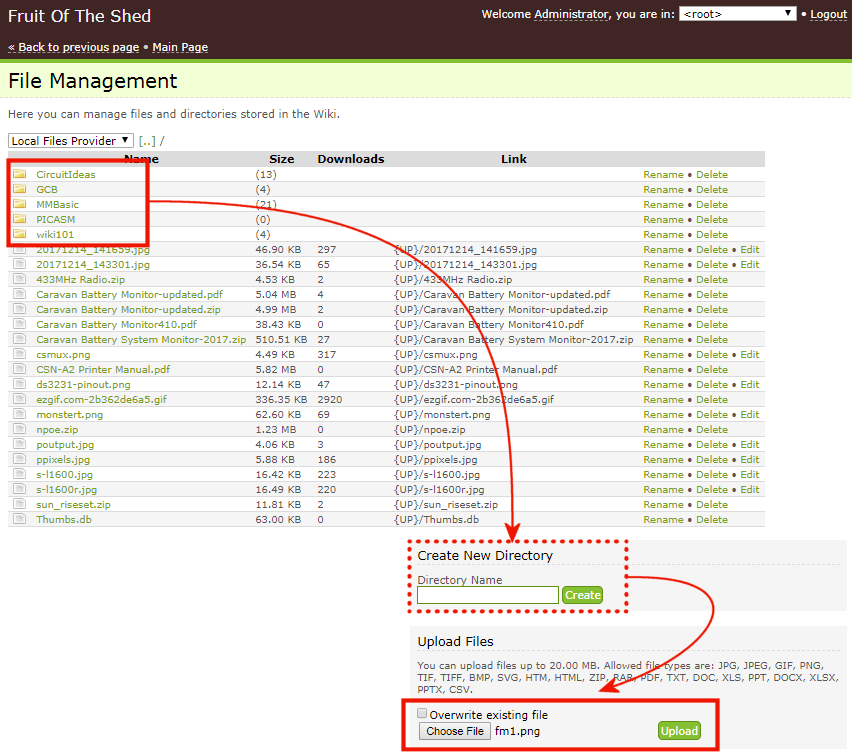 Fruit Of The Shed
Welcome Administrator, you are in: <root> • Logout
« Back to previous page • Main Page
File Management
Here you can manage files and directories stored in the Wiki.
Local Files Provider [..] /
Name Size Downloads Link
CircuitIdeas (13) Rename • Delete
GCB (4) Rename • Delete
MMBasic (21) Rename • Delete
PICASM (0) Rename • Delete
wiki101 (4) Rename • Delete
20171214_141659.jpg 46.90 KB 297 {UP}/20171214_141659.jpg Rename • Delete • Edit
20171214_143301.jpg 36.54 KB 65 {UP}/20171214_143301.jpg Rename • Delete • Edit
433MHz Radio.zip 4.53 KB 2 {UP}/433MHz Radio.zip Rename • Delete
Caravan Battery Monitor-updated.pdf 5.04 MB 4 {UP}/Caravan Battery Monitor-updated.pdf Rename • Delete
Caravan Battery Monitor-updated.zip 4.99 MB 2 {UP}/Caravan Battery Monitor-updated.zip Rename • Delete
Caravan Battery Monitor410.pdf 38.43 KB 0 {UP}/Caravan Battery Monitor410.pdf Rename • Delete
Caravan Battery System Monitor-2017.zip 510.51 KB 27 {UP}/Caravan Battery System Monitor-2017.zip Rename • Delete
csmux.png 4.49 KB 317 {UP}/csmux.png Rename • Delete • Edit
CSN-A2 Printer Manual.pdf 5.82 MB 0 {UP}/CSN-A2 Printer Manual.pdf Rename • Delete
ds3231-pinout.png 12.14 KB 47 {UP}/ds3231-pinout.png Rename • Delete • Edit
ezgif.com-2b362de6a5.gif 336.35 KB 2920 {UP}/ezgif.com-2b362de6a5.gif Rename • Delete
monstert.png 62.60 KB 69 {UP}/monstert.png Rename • Delete • Edit
npoe.zip 1.23 MB 0 {UP}/npoe.zip Rename • Delete
poutput.jpg 4.06 KB 3 {UP}/poutput.jpg Rename • Delete • Edit
ppixels.jpg 5.88 KB 186 {UP}/ppixels.jpg Rename • Delete • Edit
s-l1600.jpg 16.42 KB 223 {UP}/s-l1600.jpg Rename • Delete • Edit
s-l1600r.jpg 16.49 KB 220 {UP}/s-l1600r.jpg Rename • Delete • Edit
sun_riseset.zip 11.81 KB 2 {UP}/sun_riseset.zip Rename • Delete
Thumbs.db 63.00 KB 0 {UP}/Thumbs.db Rename • Delete
Create New Directory
Directory Name
Create
Upload Files
You can upload files up to 20.00 MB. Allowed file types are: JPG, JPEG, GIF, PNG,
TIF, TIFF, BMP, SVG, HTM, HTML, ZIP, RAR, PDF, TXT, DOC, XLS, PPT, DOCX, XLSX,
PPTX, CSV.
Overwrite existing file
Choose File fm1.png Upload